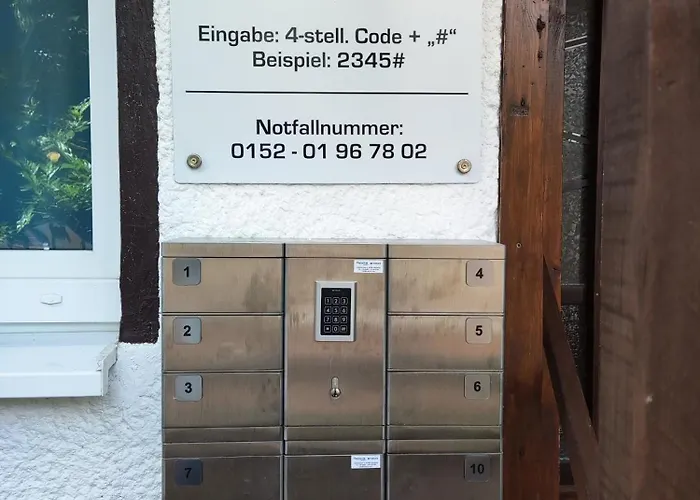 Eingabe: 4-stell. Code + „#“
Beispiel: 2345#
Notfallnummer:
0152 - 01 96 78 02
1
4
2
5
3
6
7
10